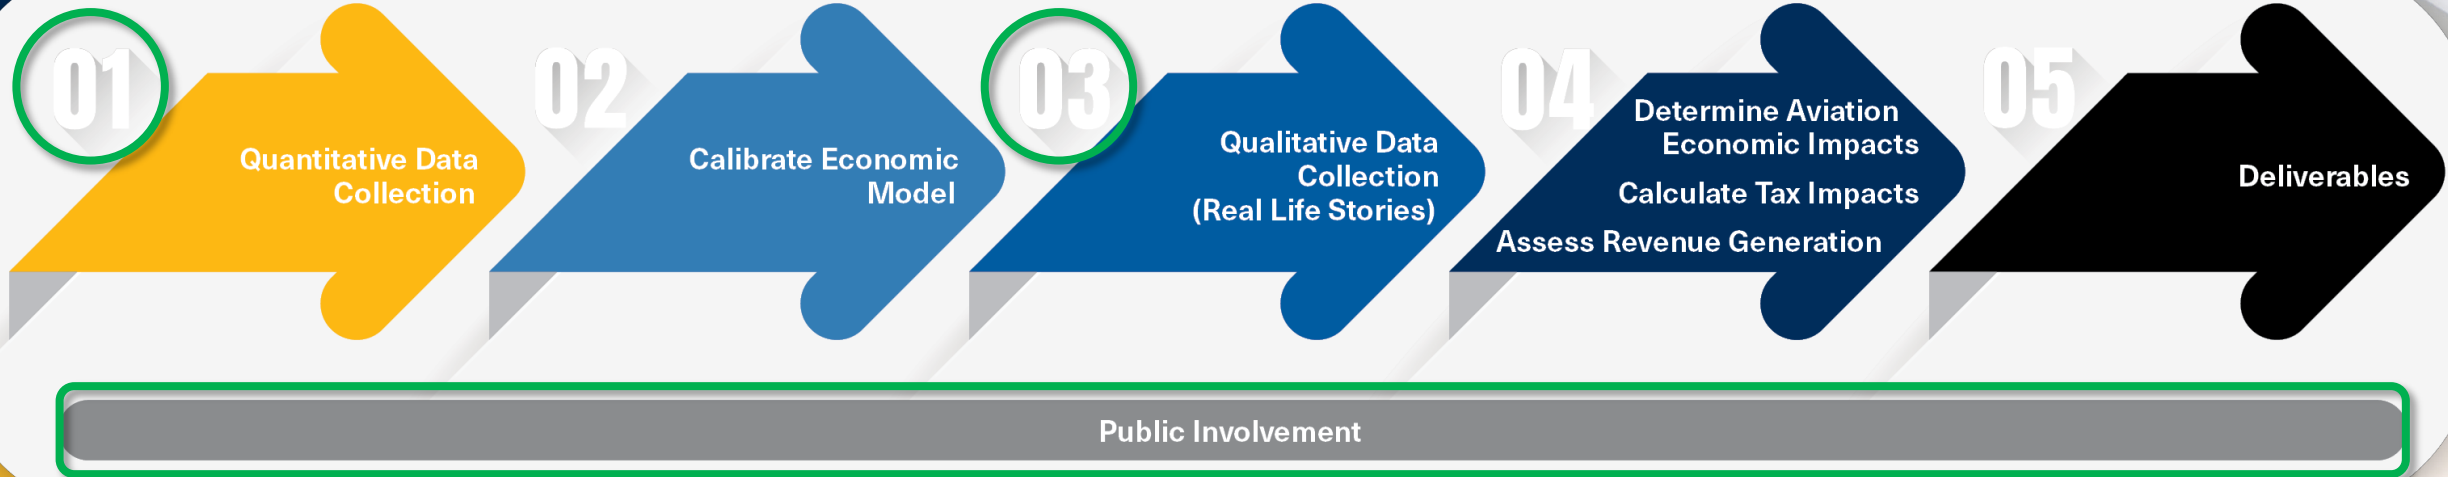 01
Quantitative Data
Collection
02
Calibrate Economic
Model
03
Qualitative Data
Collection
(Real Life Stories)
04
Determine Aviation
Economic Impacts
Calculate Tax Impacts
Assess Revenue Generation
05
Deliverables
Public Involvement